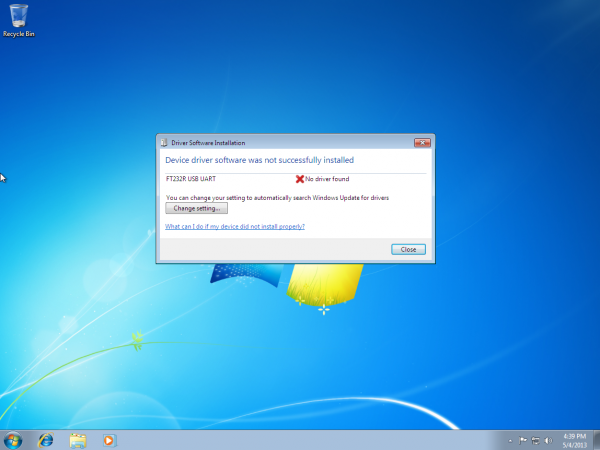 Recycle Bin
Driver Software Installation
Device driver software was not successfully installed
FT232R USB UART No driver found
You can change your setting to automatically search Windows Update for drivers
Change setting...
What can I do if my device did not install properly?
Close
4:39 PM
5/4/2013